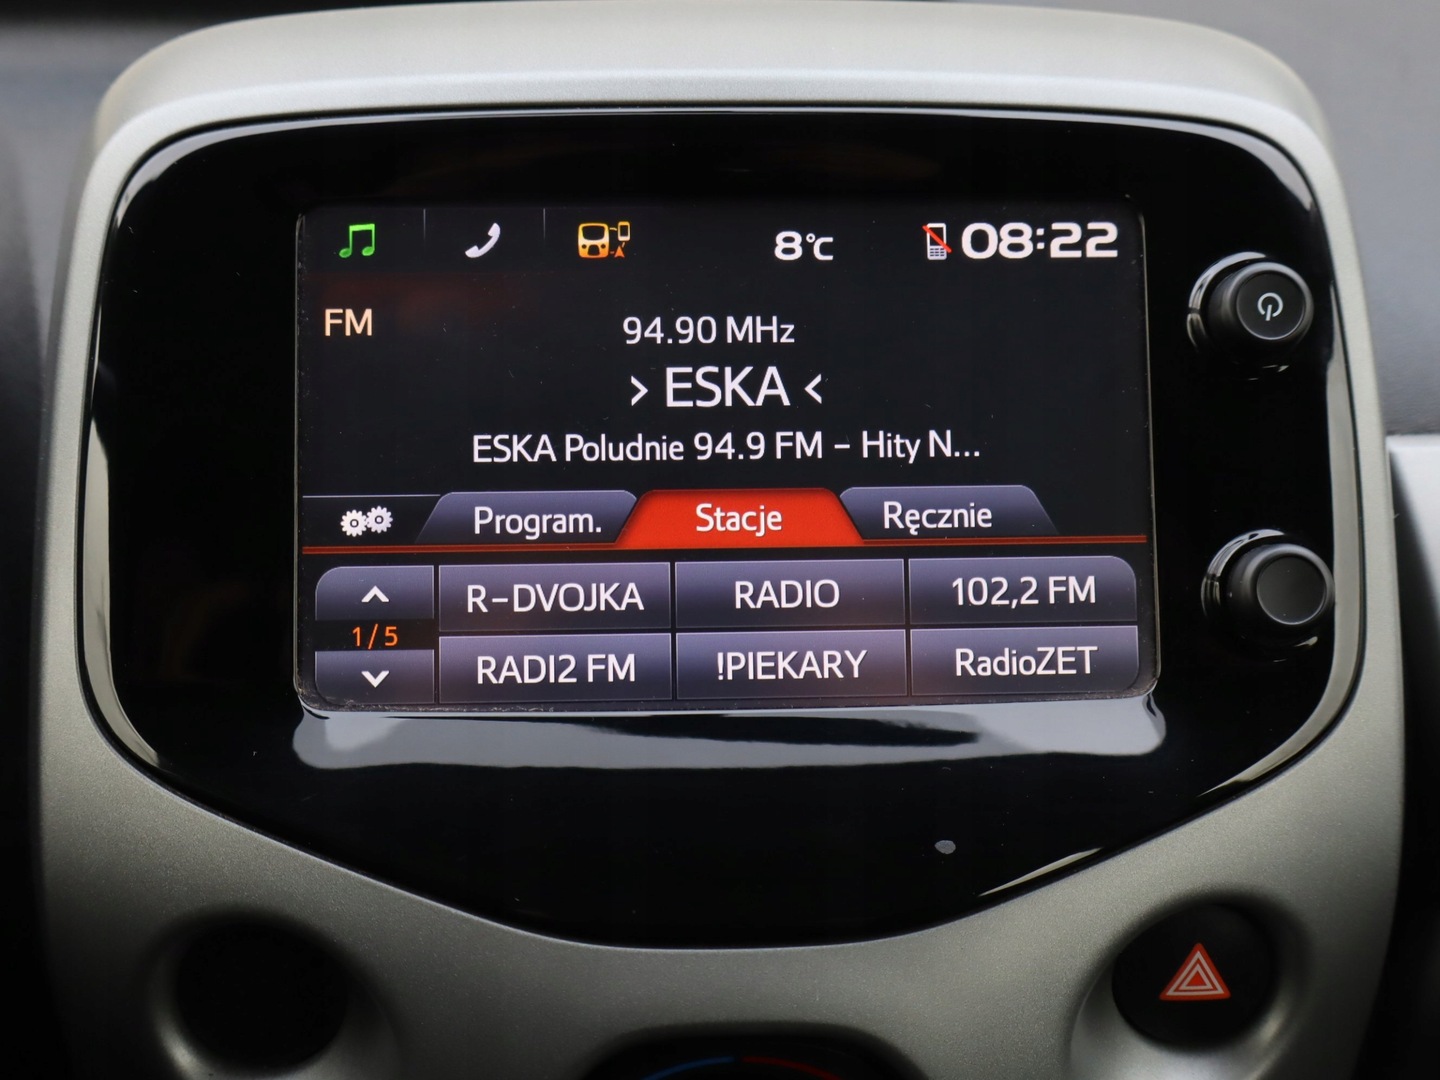 8°C 08:22
FM
94.90 MHz
› ESKA ‹
ESKA Poludnie 94.9 FM – Hity N...
Program. Stacje Ręcznie
R-DVOJKA RADIO 102,2 FM
1/5
RADI2 FM !PIEKARY RadioZET